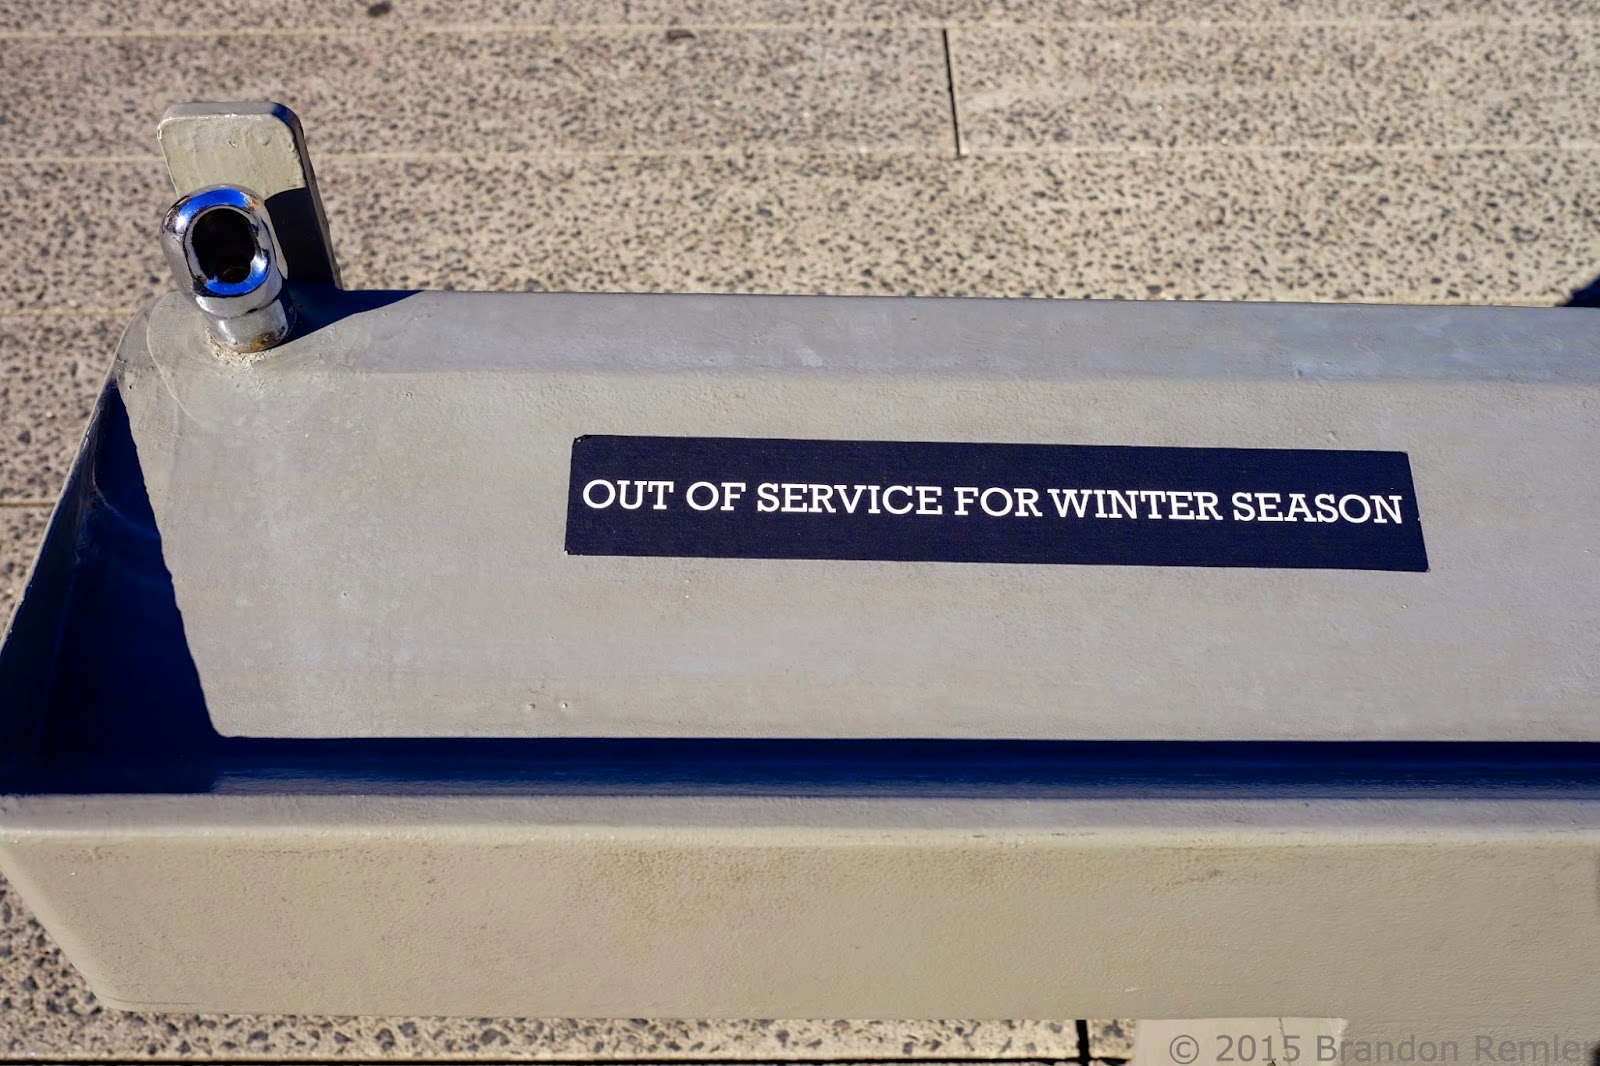 OUT OF SERVICE FOR WINTER SEASON
© 2015 Brandon Remler